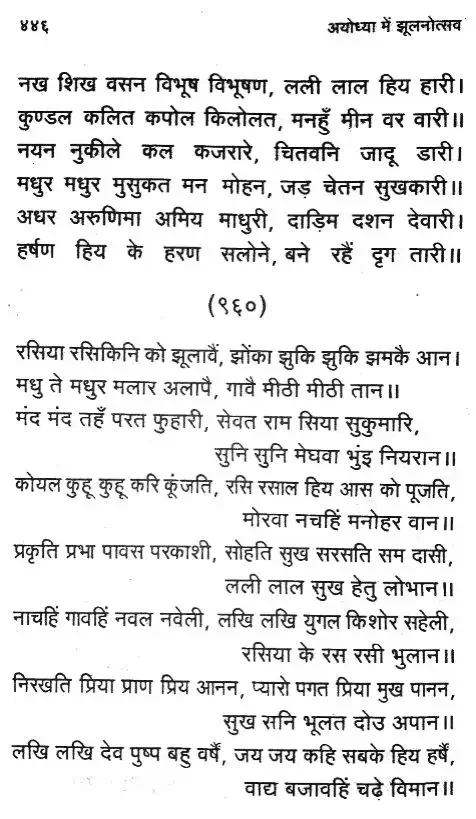 ४४६ अयोध्या में झूलनोत्सव
नख शिख वसन विभूष विभूषण, लली लाल हिय हारी।
कुण्डल कलित कपोल किलोलत, मनहुँ मीन वर वारी॥
नयन नुकीले कल कजरारे, चितवनि जादू डारी।
मधुर मधुर मुसुकत मन मोहन, जड़ चेतन सुखकारी॥
अधर अरुणिमा अमिय माधुरी, दाड़िम दशन देवारी।
हर्षण हिय के हरण सलोने, बने रहैं दृग तारी॥
(९६०)
रसिया रसिकिनि को झूलावैं, झोंका झुकि झुकि झमकै आन।
मधु ते मधुर मलार अलापै, गावै मीठी मीठी तान॥
मंद मंद तहँ परत फुहारी, सेवत राम सिया सुकुमारि,
सुनि सुनि मेघवा भुंइ नियरान॥
कोयल कुहू कुहू करि कूंजति, रसि रसाल हिय आस को पूजति,
मोरवा नचहिं मनोहर वान॥
प्रकृति प्रभा पावस परकाशी, सोहति सुख सरसति सम दासी,
लली लाल सुख हेतु लोभान॥
नाचहिं गावहिं नवल नवेली, लखि लखि युगल किशोर सहेली,
रसिया के रस रसी भुलान॥
निरखति प्रिया प्राण प्रिय आनन, प्यारो पगत प्रिया मुख पानन,
सुख सनि भूलत दोउ अपान॥
लखि लखि देव पुष्प बहु वर्षैं, जय जय कहि सबके हिय हर्षैं,
वाद्य बजावहिं चढ़े विमान॥